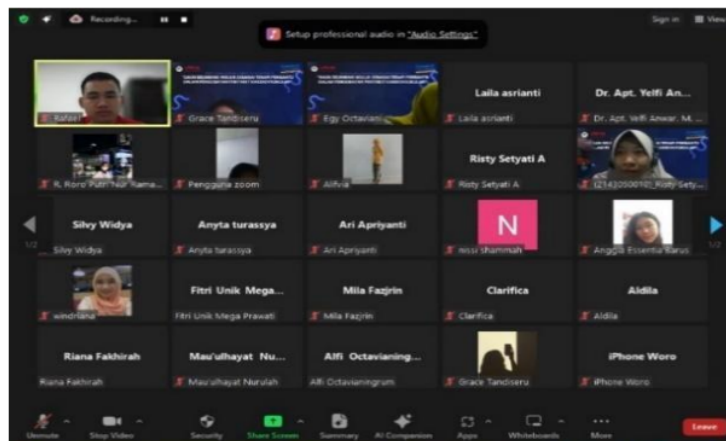 Recording...
Sign in
View
Setup professional audio in "Audio Settings"
Rafael
Grace Tandiseru
Egy Octaviani
Laila asrianti
Laila asrianti
Dr. Apt. Yelfi An...
Dr. Apt. Yelfi Anwar, M. ...
R. Roro Putri Nur Rama...
Pengguna zoom
Alifvia
Risty Setyati A
Risty Setyati A
Silvy Widya
Silvy Widya
Anyta turassya
Anyta turassya
Ari Apriyanti
Ari Apriyanti
N
nissi shammah
Anggia Essentia Barus
1/2
1/2
windriana
Fitri Unik Mega...
Fitri Unik Mega Prawati
Mila Fazjrin
Mila Fazjrin
Clarifica
Clarifica
Aldila
Aldila
Riana Fakhirah
Riana Fakhirah
Mau'ulhayat Nu...
Mau'ulhayat Nurulah
Alfi Octavianing...
Alfi Octavianingrum
Grace Tandiseru
iPhone Woro
iPhone Woro
Unmute
Stop Video
Security
Share Screen
Summary
AI Companion
Apps
Whiteboards
More
Leave